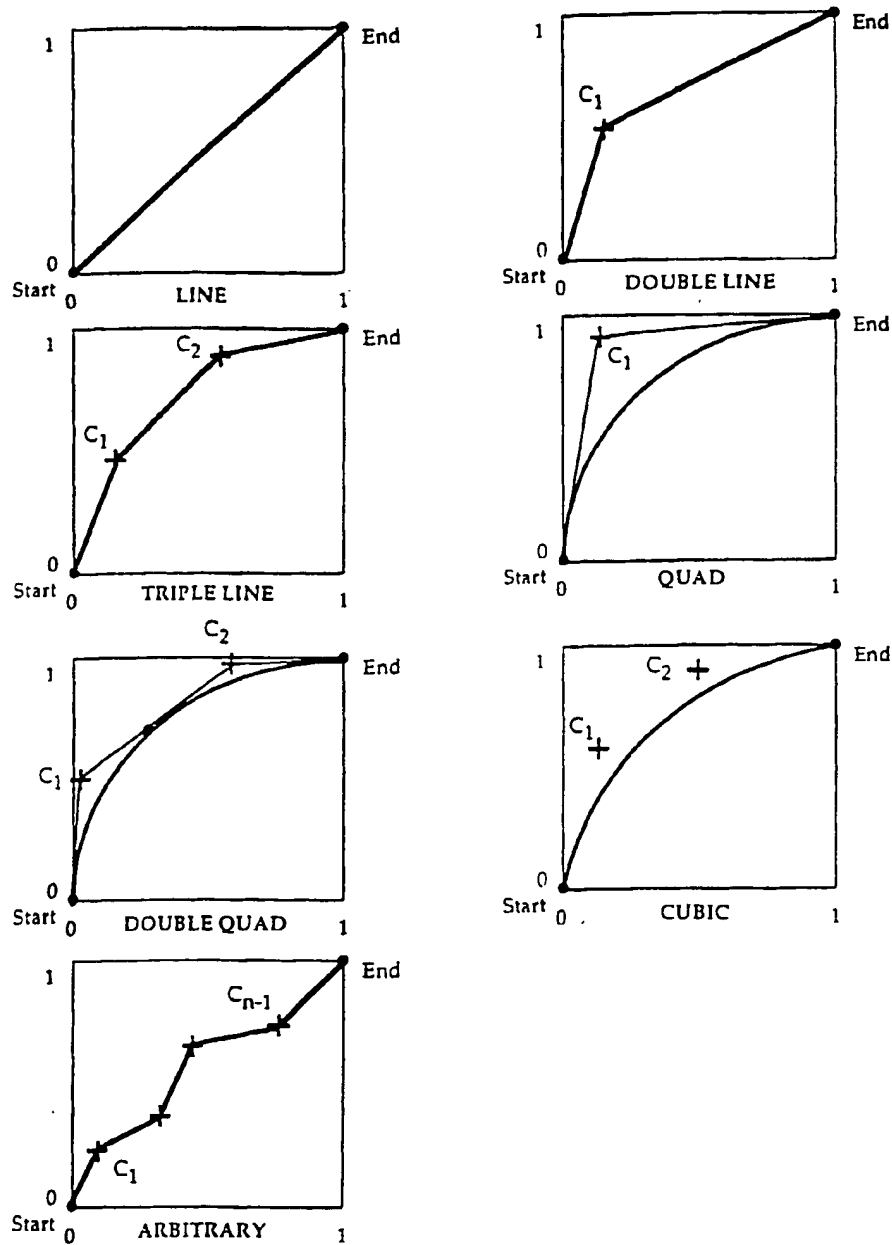 1 End
C1
0
Start 0 LINE 1
1 End
C1
0
Start 0 DOUBLE LINE 1
1 C2 End
C1
0
Start 0 TRIPLE LINE 1
1 End
C1
0
Start 0 QUAD 1
C2
1 End
C1
0
Start 0 DOUBLE QUAD 1
1 C2 End
C1
0
Start 0 CUBIC 1
1 End
Cn-1
C1
0
Start 0 ARBITRARY 1